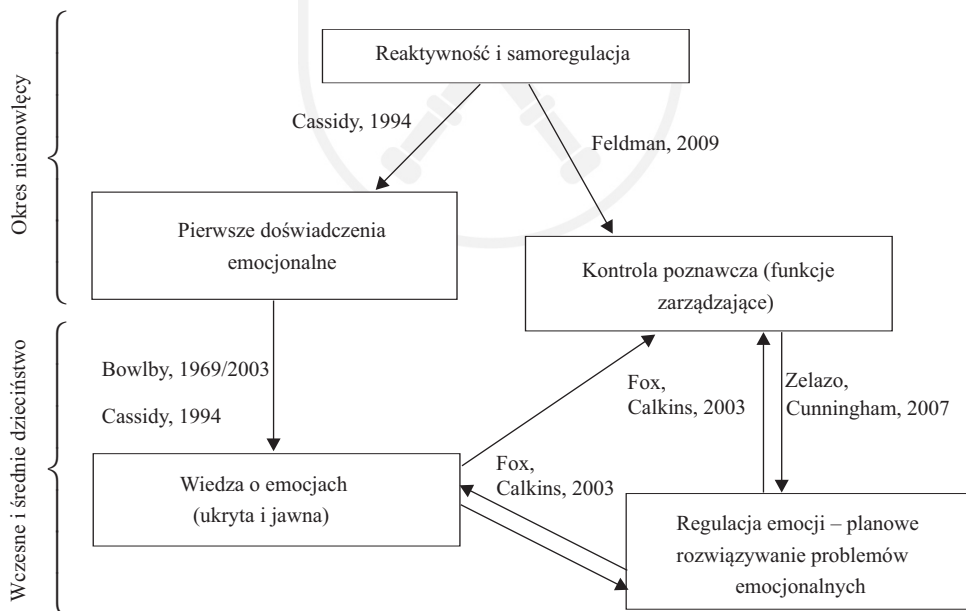 Okres niemowlęcy
Reaktywność i samoregulacja
Cassidy, 1994
Feldman, 2009
Pierwsze doświadczenia
emocjonalne
Kontrola poznawcza (funkcje
zarządzające)
Wczesne i średnie dzieciństwo
Bowlby, 1969/2003
Cassidy, 1994
Fox,
Calkins, 2003
Zelazo,
Cunningham, 2007
Wiedza o emocjach
(ukryta i jawna)
Fox,
Calkins, 2003
Regulacja emocji – planowe
rozwiązywanie problemów
emocjonalnych